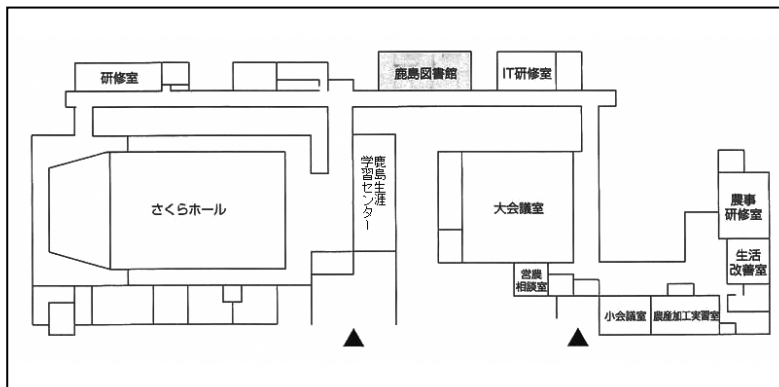 研修室
鹿島図書館
IT研修室
さくらホール
鹿島生涯
学習センター
大会議室
農事
研修室
生活
改善室
営農
相談室
小会議室
農産加工実習室